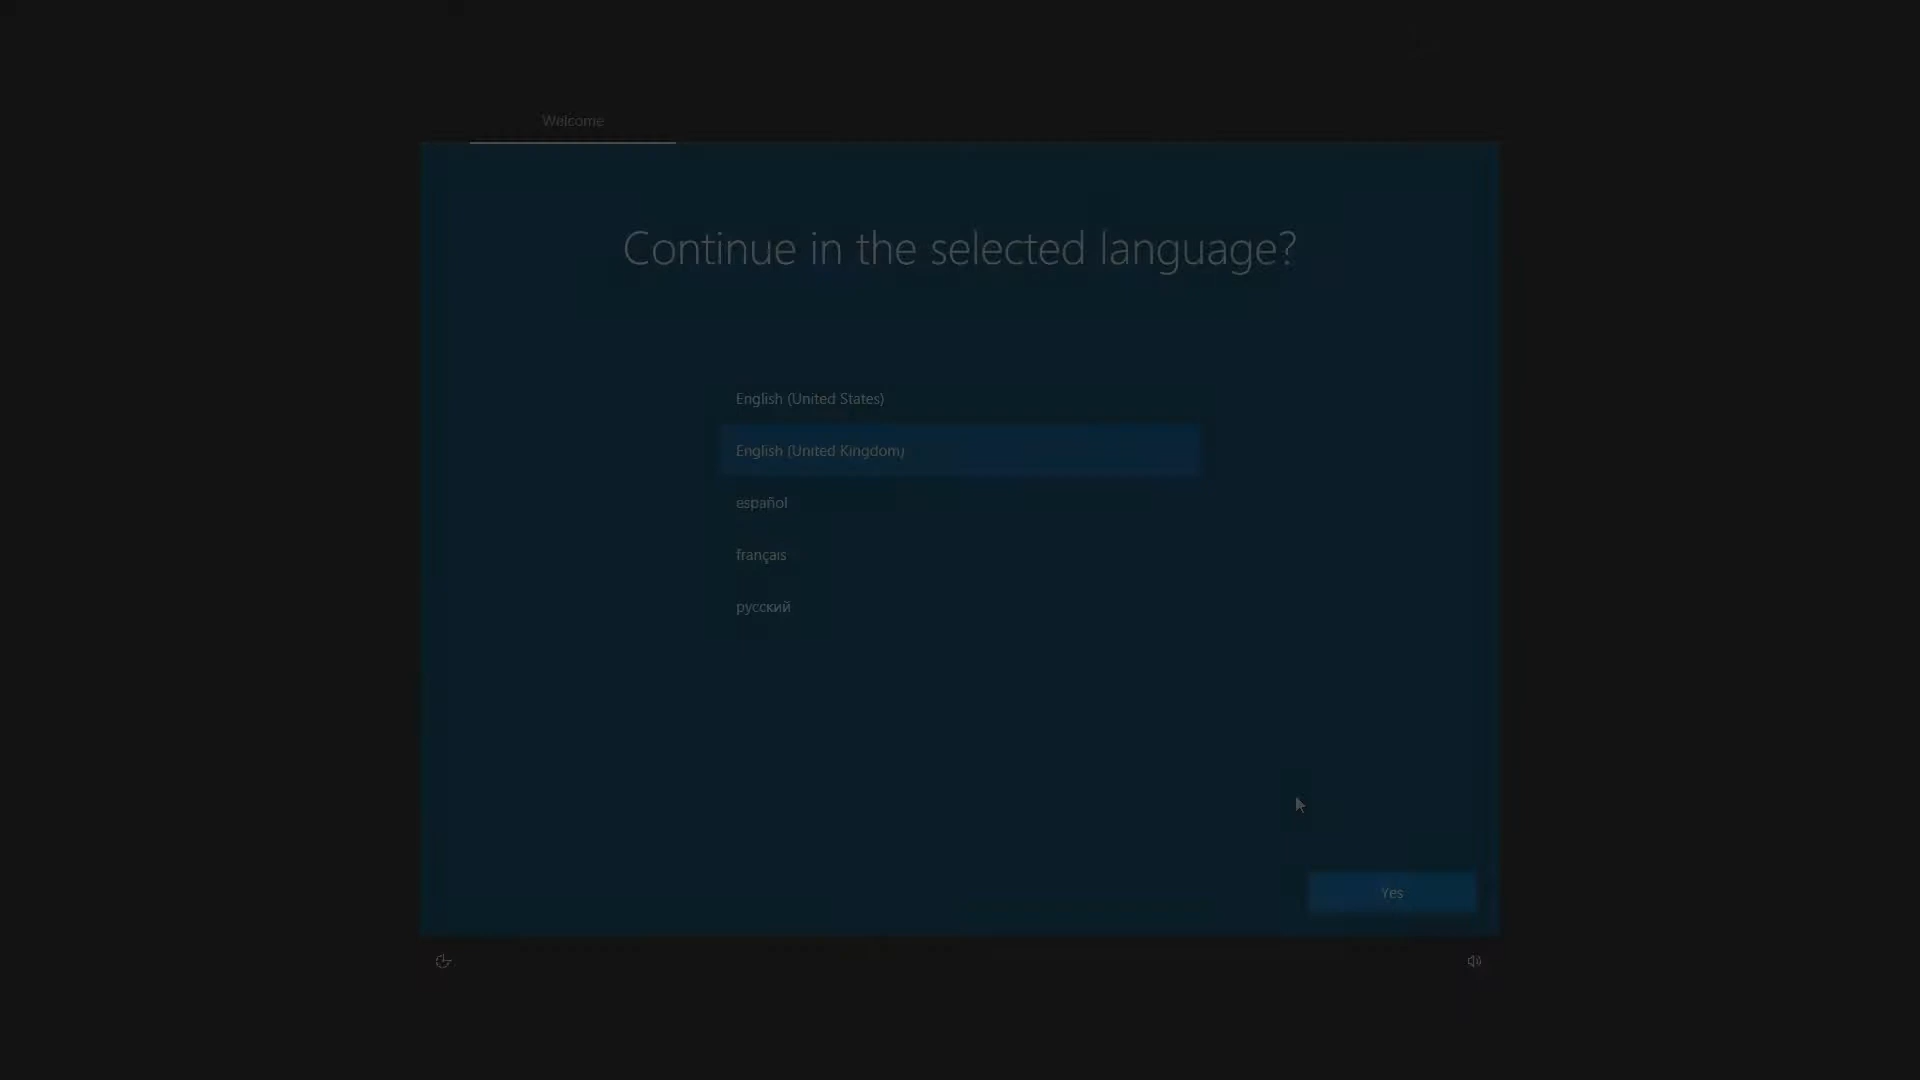 Welcome
Continue in the selected language?
English (United States)
English (United Kingdom)
español
français
русский
Yes